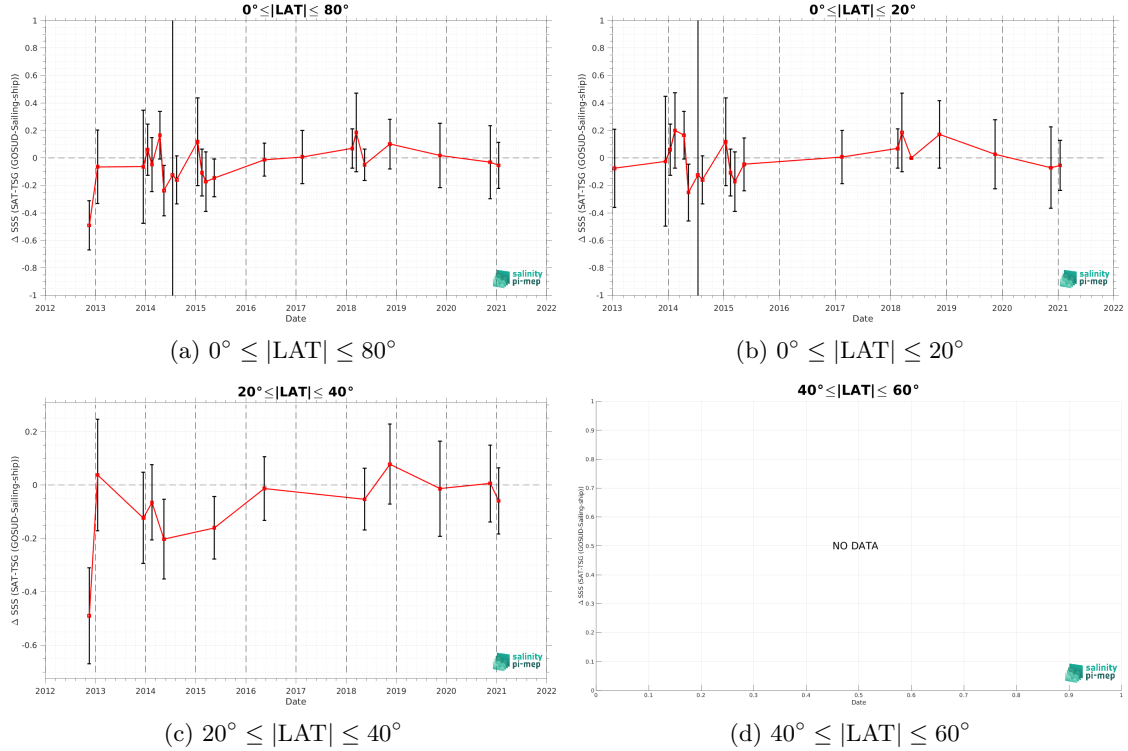 0°≤|LAT|≤ 80°
Δ SSS (SAT-TSG (GOSUD-Sailing-ship))
1
0.8
0.6
0.4
0.2
0
-0.2
-0.4
-0.6
-0.8
-1
2012 2013 2014 2015 2016 2017 2018 2019 2020 2021 2022
Date
salinity
pi-mep
(a) 0° ≤ |LAT| ≤ 80°
0°≤|LAT|≤ 20°
Δ SSS (SAT-TSG (GOSUD-Sailing-ship))
1
0.8
0.6
0.4
0.2
0
-0.2
-0.4
-0.6
-0.8
-1
2013 2014 2015 2016 2017 2018 2019 2020 2021 2022
Date
salinity
pi-mep
(b) 0° ≤ |LAT| ≤ 20°
20°≤|LAT|≤ 40°
Δ SSS (SAT-TSG (GOSUD-Sailing-ship))
0.2
0
-0.2
-0.4
-0.6
2012 2013 2014 2015 2016 2017 2018 2019 2020 2021 2022
Date
salinity
pi-mep
(c) 20° ≤ |LAT| ≤ 40°
40°≤|LAT|≤ 60°
Δ SSS (SAT-TSG (GOSUD-Sailing-ship))
1
0.9
0.8
0.7
0.6
0.5
0.4
0.3
0.2
0.1
0
NO DATA
0 0.1 0.2 0.3 0.4 0.5 0.6 0.7 0.8 0.9 1
Date
salinity
pi-mep
(d) 40° ≤ |LAT| ≤ 60°